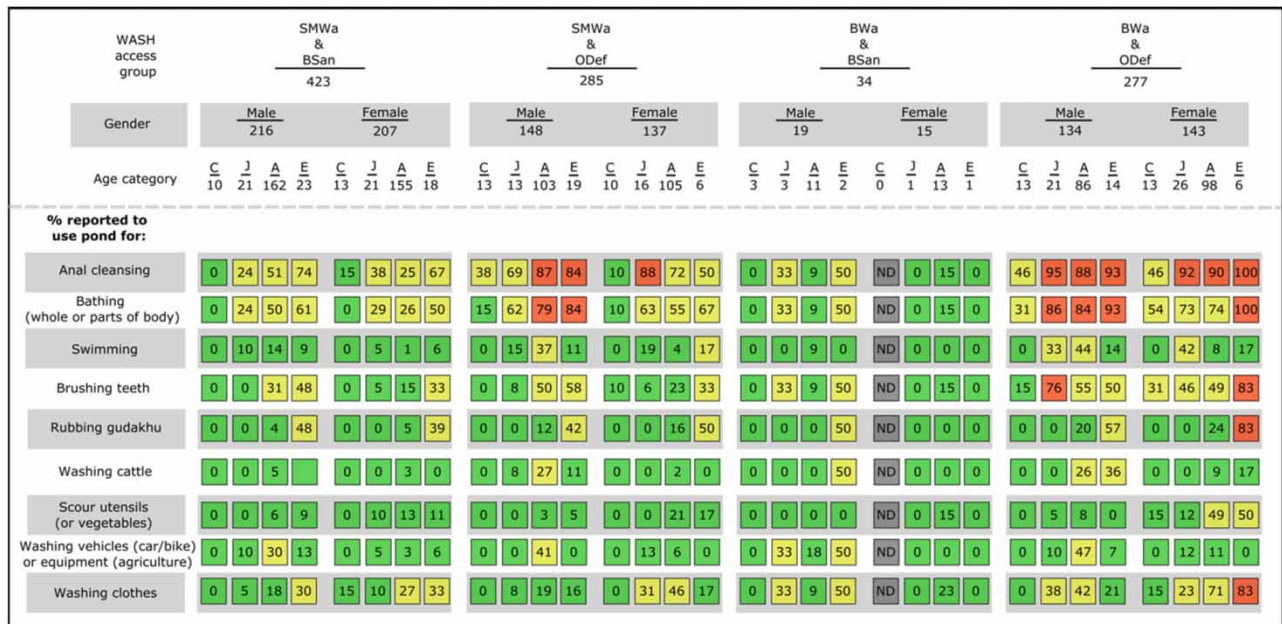 WASH access group
SMWa & BSan 423
SMWa & ODef 285
BWa & BSan 34
BWa & ODef 277
Gender
Male 216 Female 207 Male 148 Female 137 Male 19 Female 15 Male 134 Female 143
Age category
C J A E C J A E C J A E C J A E C J A E C J A E C J A E C J A E
10 21 162 23 13 21 155 18 13 13 103 19 10 16 105 6 3 3 11 2 0 1 13 1 13 21 86 14 13 26 98 6
% reported to
use pond for:
Anal cleansing 0 24 51 74 15 38 25 67 38 69 87 84 10 88 72 50 0 33 9 50 ND 0 15 0 46 95 88 93 46 92 90 100
Bathing
(whole or parts of body) 0 24 50 61 0 29 26 50 15 62 79 84 10 63 55 67 0 33 9 50 ND 0 15 0 31 86 84 93 54 73 74 100
Swimming 0 10 14 9 0 5 1 6 0 15 37 11 0 19 4 17 0 0 9 0 ND 0 0 0 0 33 44 14 0 42 8 17
Brushing teeth 0 0 31 48 0 5 15 33 0 8 50 58 10 6 23 33 0 33 9 50 ND 0 15 0 15 76 55 50 31 46 49 83
Rubbing gudakhu 0 0 4 48 0 0 5 39 0 0 12 42 0 0 16 50 0 0 0 50 ND 0 0 0 0 0 20 57 0 0 24 83
Washing cattle 0 0 5 0 0 3 0 0 8 27 11 0 0 2 0 0 0 0 50 ND 0 0 0 0 0 26 36 0 0 9 17
Scour utensils
(or vegetables) 0 0 6 9 0 10 13 11 0 0 3 5 0 0 21 17 0 0 0 0 ND 0 15 0 0 5 8 0 15 12 49 50
Washing vehicles (car/bike)
or equipment (agriculture) 0 10 30 13 0 5 3 6 0 0 41 0 0 13 6 0 0 33 18 50 ND 0 0 0 0 10 47 7 0 12 11 0
Washing clothes 0 5 18 30 15 10 27 33 0 8 19 16 0 31 46 17 0 33 9 50 ND 0 23 0 0 38 42 21 15 23 71 83